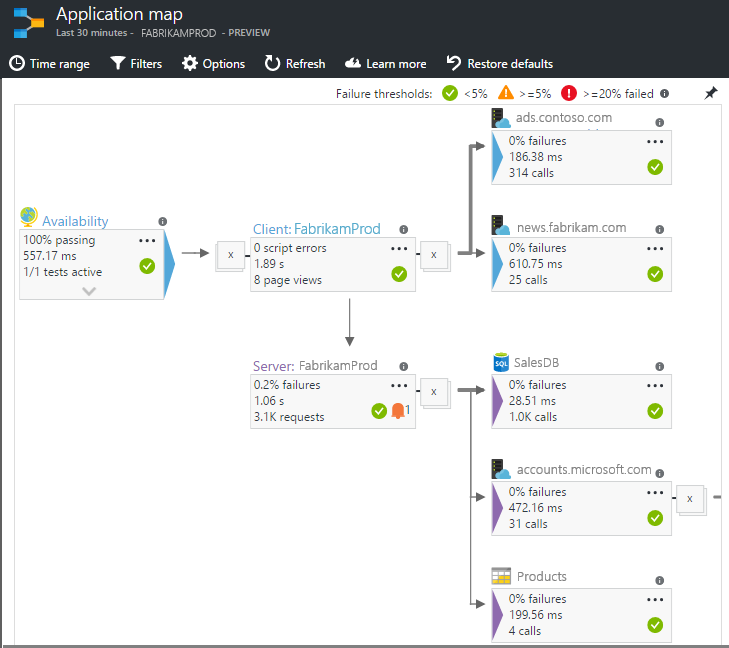 Application map
Last 30 minutes - FABRIKAMPROD - PREVIEW
Time range Filters Options Refresh Learn more Restore defaults
Failure thresholds: <5% >=5% >=20% failed
ads.contoso.com
0% failures
186.38 ms
314 calls
Availability
100% passing
557.17 ms
1/1 tests active
x
Client: FabrikamProd
0 script errors
1.89 s
8 page views
x
news.fabrikam.com
0% failures
610.75 ms
25 calls
Server: FabrikamProd
0.2% failures
1.06 s
3.1K requests
1
x
SQL
SalesDB
0% failures
28.51 ms
1.0K calls
accounts.microsoft.com
0% failures
472.16 ms
31 calls
x
Products
0% failures
199.56 ms
4 calls